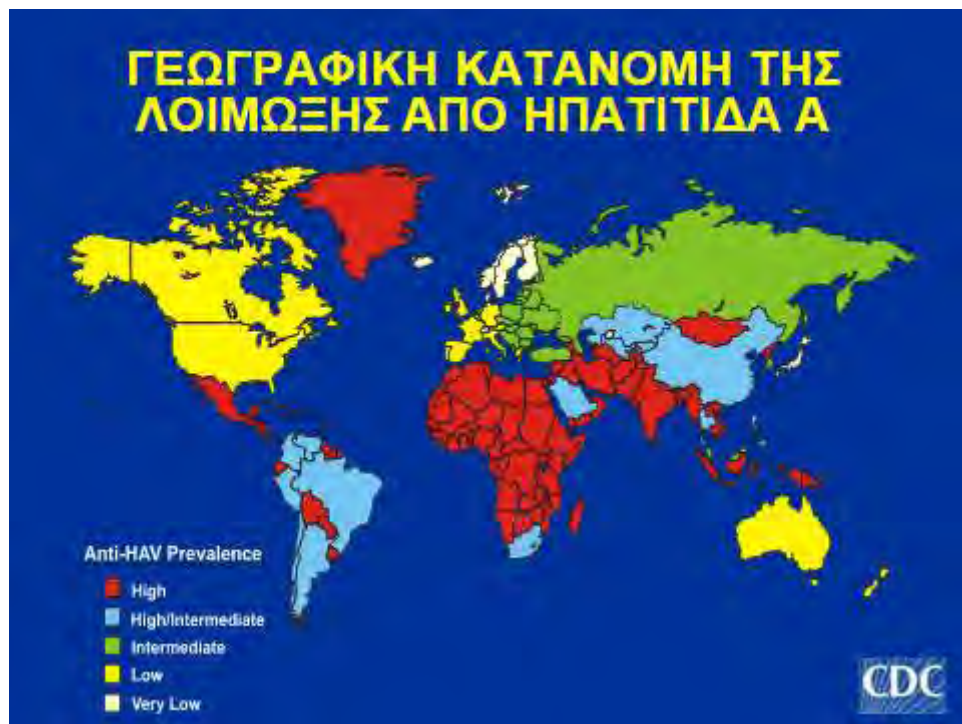 ΓΕΩΓΡΑΦΙΚΗ ΚΑΤΑΝΟΜΗ ΤΗΣ
ΛΟΙΜΩΞΗΣ ΑΠΟ ΗΠΑΤΙΤΙΔΑ Α
Anti-HAV Prevalence
High
High/Intermediate
Intermediate
Low
Very Low
CDC